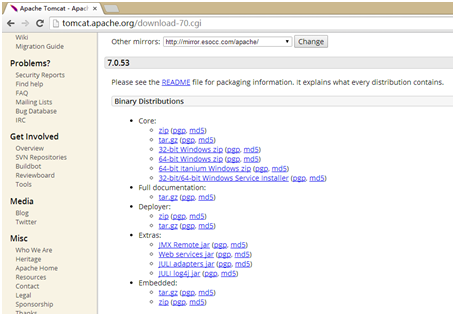 Apache Tomcat - Apach
tomcat.apache.org/download-70.cgi
Wiki
Migration Guide
Problems?
Security Reports
Find help
FAQ
Mailing Lists
Bug Database
IRC
Get Involved
Overview
SVN Repositories
Buildbot
Reviewboard
Tools
Media
Blog
Twitter
Misc
Who We Are
Heritage
Apache Home
Resources
Contact
Legal
Sponsorship
Thanks
Other mirrors: http://mirror.esocc.com/apache/ Change
7.0.53
Please see the README file for packaging information. It explains what every distribution contains.
Binary Distributions
Core:
zip (pgp, md5)
tar.gz (pgp, md5)
32-bit Windows zip (pgp, md5)
64-bit Windows zip (pgp, md5)
64-bit Itanium Windows zip (pgp, md5)
32-bit/64-bit Windows Service Installer (pgp, md5)
Full documentation:
tar.gz (pgp, md5)
Deployer:
zip (pgp, md5)
tar.gz (pgp, md5)
Extras:
JMX Remote jar (pgp, md5)
Web services jar (pgp, md5)
JULI adapters jar (pgp, md5)
JULI log4j jar (pgp, md5)
Embedded:
tar.gz (pgp, md5)
zip (pgp, md5)